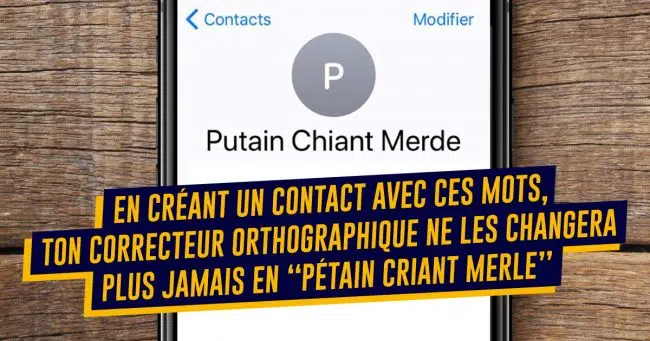 Contacts
Modifier
P
Putain Chiant Merde
EN CRÉANT UN CONTACT AVEC CES MOTS,
TON CORRECTEUR ORTHOGRAPHIQUE NE LES CHANGERA
PLUS JAMAIS EN “PÉTAIN CRIANT MERLE”